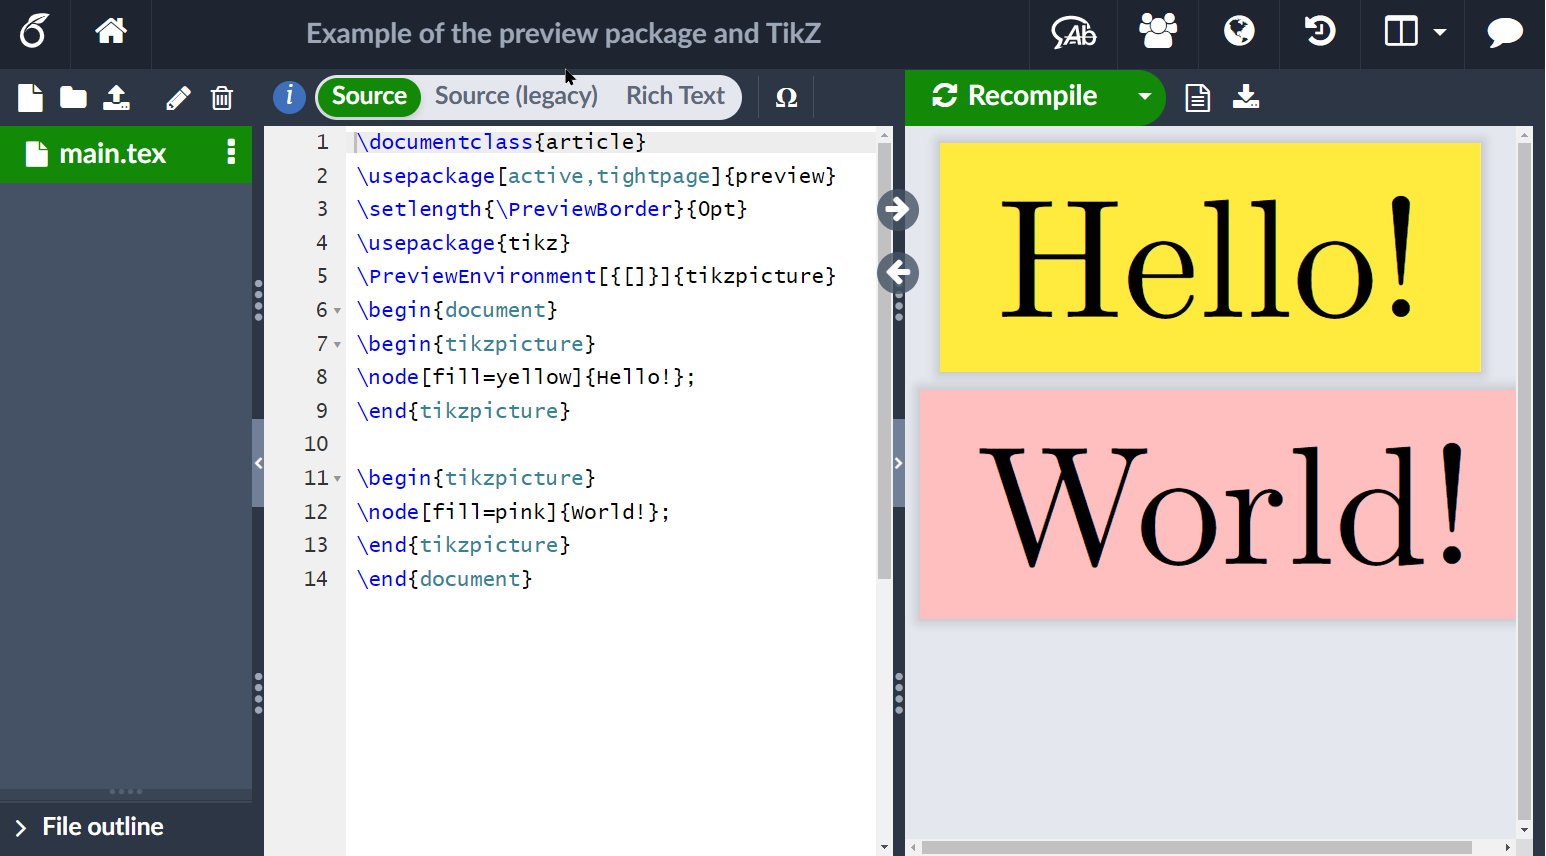 Example of the preview package and TikZ
Ab
i Source Source (legacy) Rich Text Ω
Recompile
main.tex
1 \documentclass{article}
2 \usepackage[active,tightpage]{preview}
3 \setlength{\PreviewBorder}{0pt}
4 \usepackage{tikz}
5 \PreviewEnvironment[{[]}]{tikzpicture}
6 \begin{document}
7 \begin{tikzpicture}
8 \node[fill=yellow]{Hello!};
9 \end{tikzpicture}
10
11 \begin{tikzpicture}
12 \node[fill=pink]{World!};
13 \end{tikzpicture}
14 \end{document}
Hello!
World!
File outline